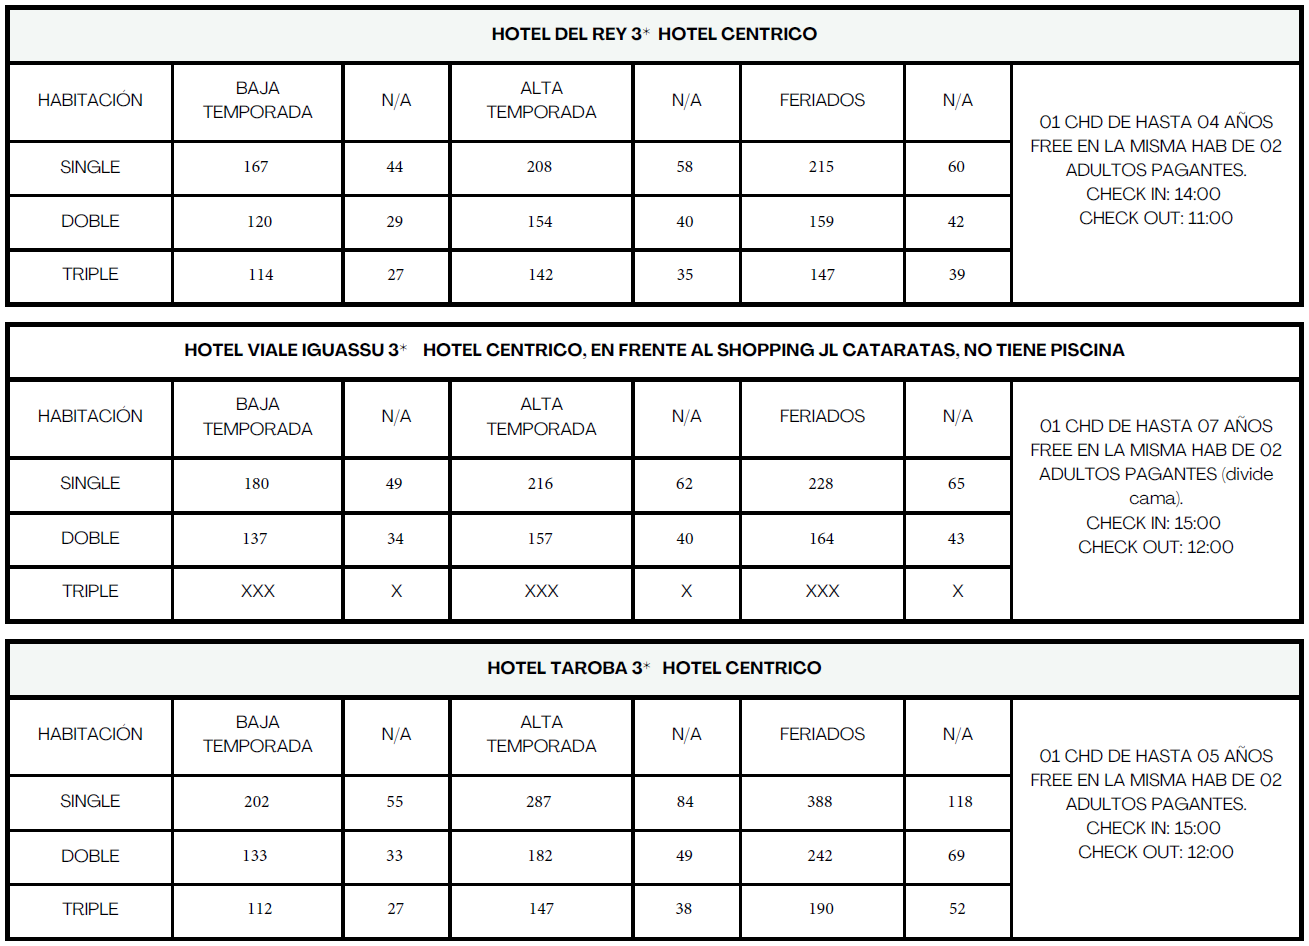 HOTEL DEL REY 3* HOTEL CENTRICO
HABITACIÓN BAJA TEMPORADA N/A ALTA TEMPORADA N/A FERIADOS N/A
SINGLE 167 44 208 58 215 60
DOBLE 120 29 154 40 159 42
TRIPLE 114 27 142 35 147 39
01 CHD DE HASTA 04 AÑOS
FREE EN LA MISMA HAB DE 02
ADULTOS PAGANTES.
CHECK IN: 14:00
CHECK OUT: 11:00
HOTEL VIALE IGUASSU 3* HOTEL CENTRICO, EN FRENTE AL SHOPPING JL CATARATAS, NO TIENE PISCINA
HABITACIÓN BAJA TEMPORADA N/A ALTA TEMPORADA N/A FERIADOS N/A
SINGLE 180 49 216 62 228 65
DOBLE 137 34 157 40 164 43
TRIPLE XXX X XXX X XXX X
01 CHD DE HASTA 07 AÑOS
FREE EN LA MISMA HAB DE 02
ADULTOS PAGANTES (divide
cama).
CHECK IN: 15:00
CHECK OUT: 12:00
HOTEL TAROBA 3* HOTEL CENTRICO
HABITACIÓN BAJA TEMPORADA N/A ALTA TEMPORADA N/A FERIADOS N/A
SINGLE 202 55 287 84 388 118
DOBLE 133 33 182 49 242 69
TRIPLE 112 27 147 38 190 52
01 CHD DE HASTA 05 AÑOS
FREE EN LA MISMA HAB DE 02
ADULTOS PAGANTES.
CHECK IN: 15:00
CHECK OUT: 12:00